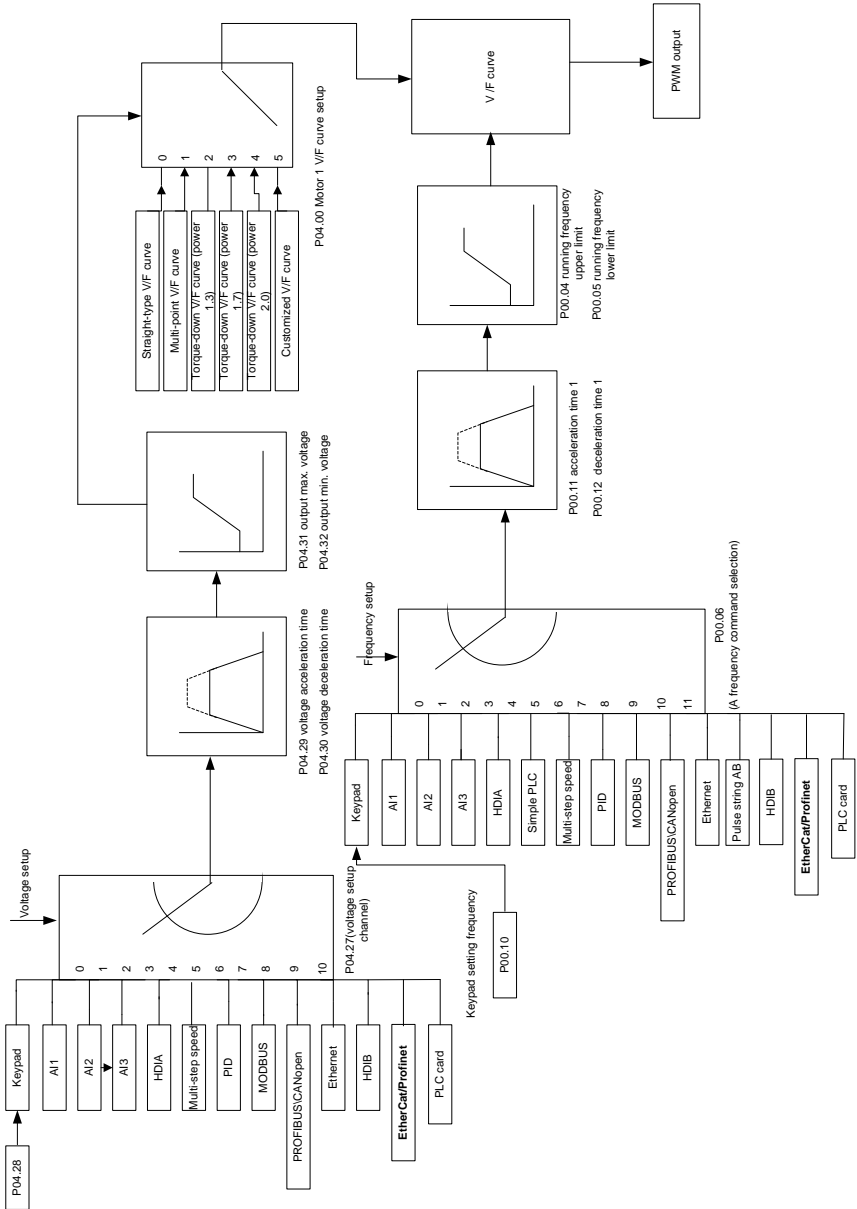 Voltage setup
P04.28
Keypad
AI1
AI2
AI3
HDIA
Multi-step speed
PID
MODBUS
PROFIBUS\CANopen
Ethernet
HDIB
EtherCat/Profinet
PLC card
0
1
2
3
4
5
6
7
8
9
10
P04.27(voltage setup
channel)
P04.29 voltage acceleration time
P04.30 voltage deceleration time
P04.31 output max. voltage
P04.32 output min. voltage
Straight-type V/F curve
Multi-point V/F curve
Torque-down V/F curve (power
1.3)
Torque-down V/F curve (power
1.7)
Torque-down V/F curve (power
2.0)
Customized V/F curve
0
1
2
3
4
5
P04.00 Motor 1 V/F curve setup
Keypad setting frequency
P00.10
Frequency setup
Keypad
AI1
AI2
AI3
HDIA
Simple PLC
Multi-step speed
PID
MODBUS
PROFIBUS\CANopen
Ethernet
Pulse string AB
HDIB
EtherCat/Profinet
PLC card
0
1
2
3
4
5
6
7
8
9
10
11
P00.06
(A frequency command selection)
P00.11 acceleration time 1
P00.12 deceleration time 1
P00.04 running frequency
upper limit
P00.05 running frequency
lower limit
V /F curve
PWM output